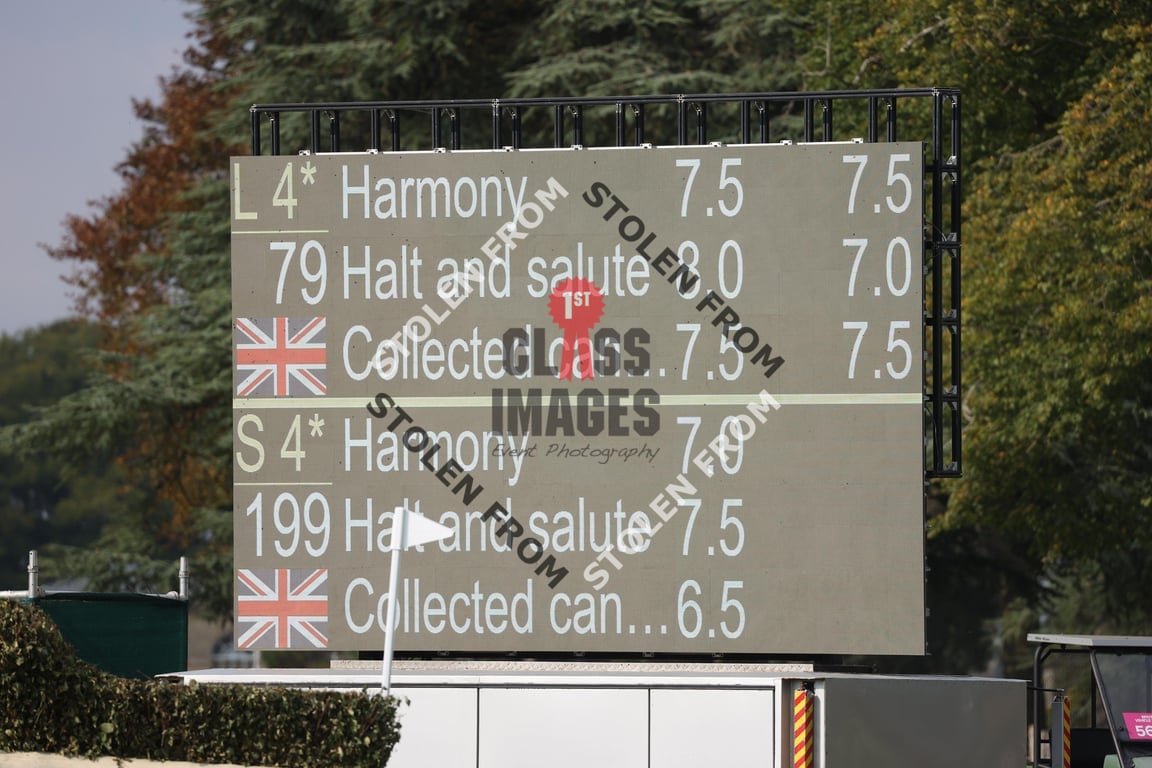 L 4* Harmony 7.5 7.5
79 Halt and salute 8.0 7.0
Collected can... 7.5 7.5
S 4* Harmony 7.0
199 Halt and salute 7.5
Collected can... 6.5
STOLEN FROM
STOLEN FROM
1ST
CLASS
IMAGES
Event Photography
STOLEN FROM
STOLEN FROM
56